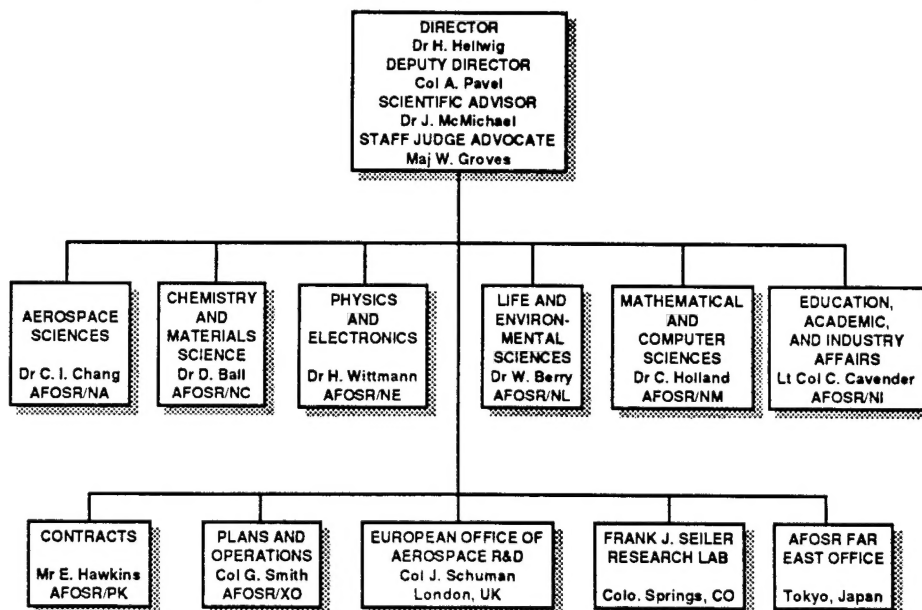 DIRECTOR
Dr H. Hellwig
DEPUTY DIRECTOR
Col A. Pavel
SCIENTIFIC ADVISOR
Dr J. McMichael
STAFF JUDGE ADVOCATE
Maj W. Groves
AEROSPACE
SCIENCES
Dr C. I. Chang
AFOSR/NA
CHEMISTRY
AND
MATERIALS
SCIENCE
Dr D. Ball
AFOSR/NC
PHYSICS
AND
ELECTRONICS
Dr H. Wittmann
AFOSR/NE
LIFE AND
ENVIRON-
MENTAL
SCIENCES
Dr W. Berry
AFOSR/NL
MATHEMATICAL
AND
COMPUTER
SCIENCES
Dr C. Holland
AFOSR/NM
EDUCATION,
ACADEMIC,
AND INDUSTRY
AFFAIRS
Lt Col C. Cavender
AFOSR/NI
CONTRACTS
Mr E. Hawkins
AFOSR/PK
PLANS AND
OPERATIONS
Col G. Smith
AFOSR/XO
EUROPEAN OFFICE OF
AEROSPACE R&D
Col J. Schuman
London, UK
FRANK J. SEILER
RESEARCH LAB
Colo. Springs, CO
AFOSR FAR
EAST OFFICE
Tokyo, Japan